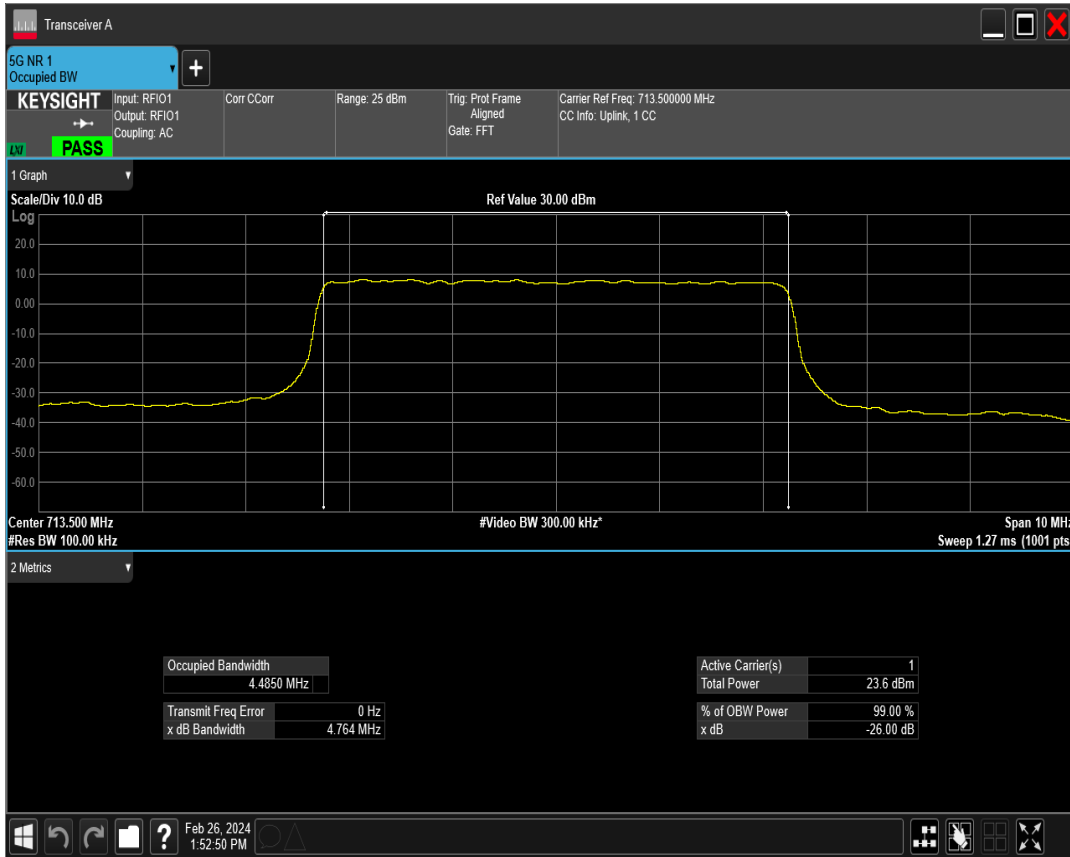 Transceiver A
5G NR 1
Occupied BW
KEYSIGHT
LXI
PASS
Input: RFIO1
Output: RFIO1
Coupling: AC
Corr CCorr
Range: 25 dBm
Trig: Prot Frame
Aligned
Gate: FFT
Carrier Ref Freq: 713.500000 MHz
CC Info: Uplink, 1 CC
1 Graph
Scale/Div 10.0 dB
Ref Value 30.00 dBm
Log
20.0
10.0
0.00
-10.0
-20.0
-30.0
-40.0
-50.0
-60.0
Center 713.500 MHz
#Video BW 300.00 kHz*
Span 10 MHz
#Res BW 100.00 kHz
Sweep 1.27 ms (1001 pts
2 Metrics
Occupied Bandwidth
4.4850 MHz
Transmit Freq Error 0 Hz
x dB Bandwidth 4.764 MHz
Active Carrier(s) 1
Total Power 23.6 dBm
% of OBW Power 99.00 %
x dB -26.00 dB
?
Feb 26, 2024
1:52:50 PM